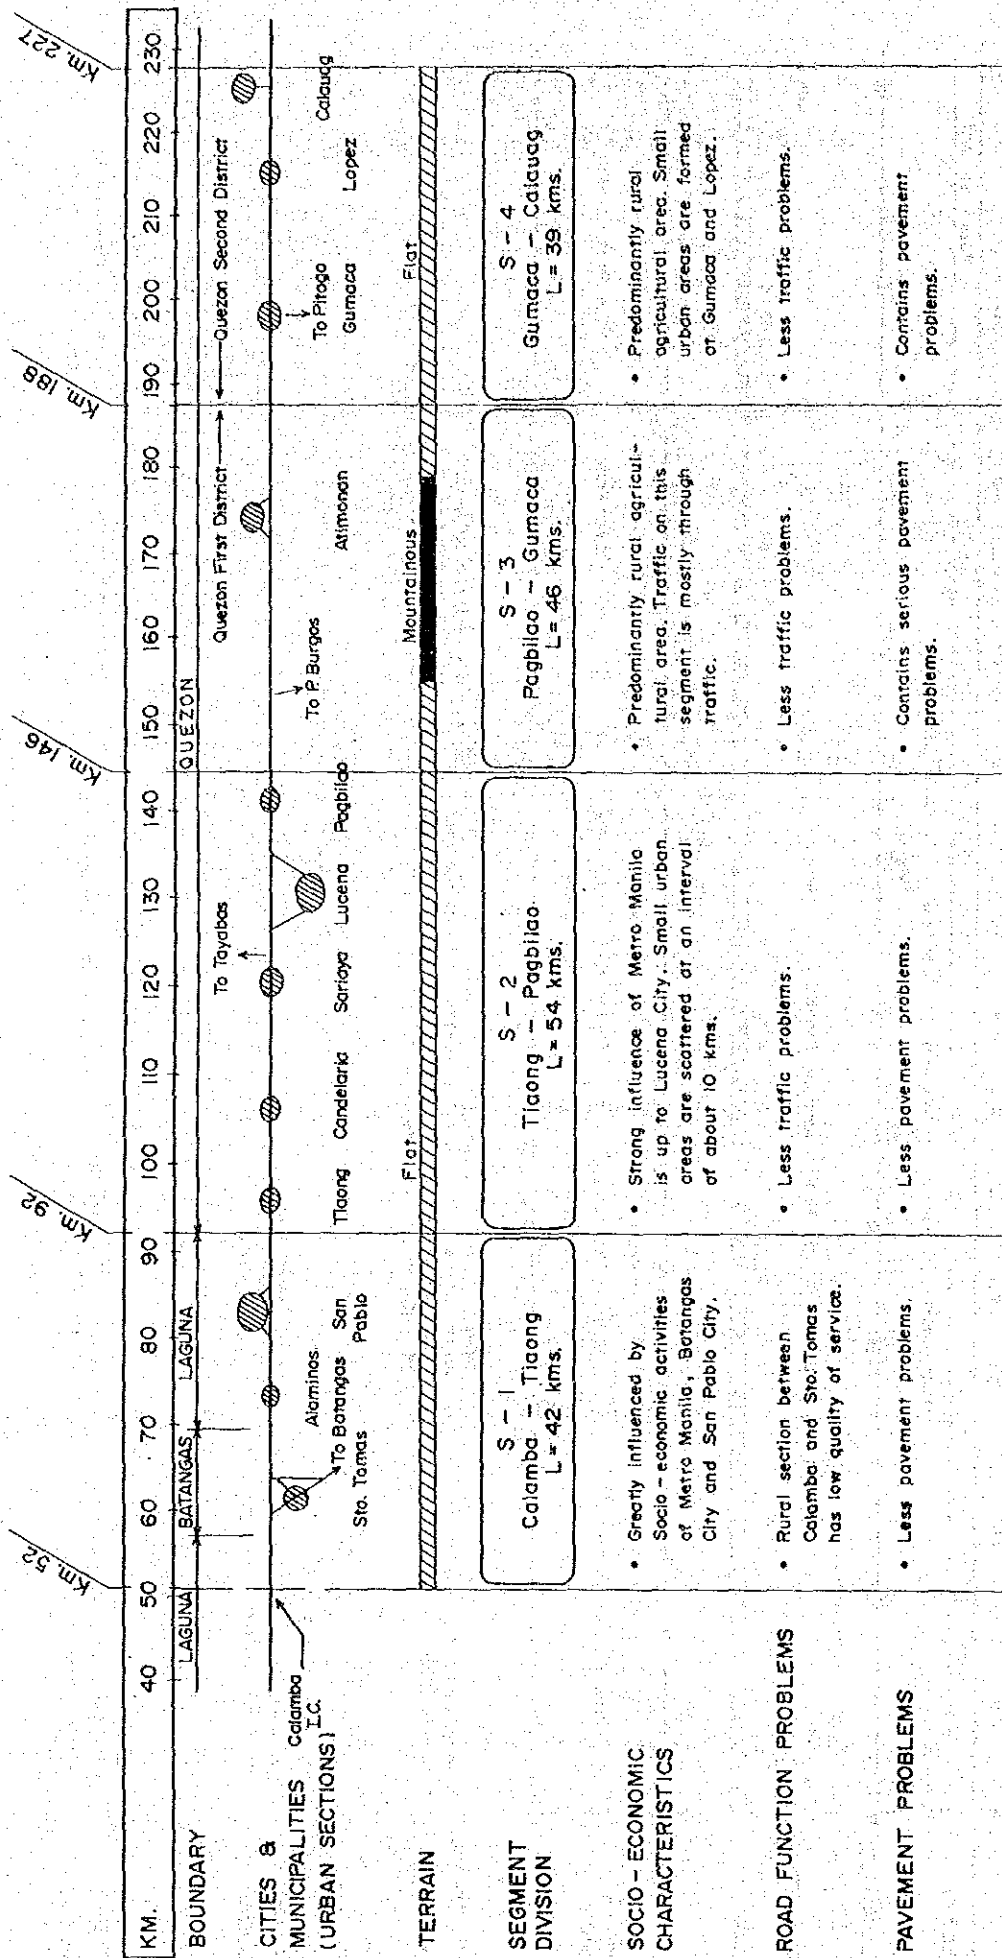 Km. 52
Km. 92
Km. 146
Km. 188
Km. 227
KM. 40 50 60 70 80 90 100 110 120 130 140 150 160 170 180 190 200 210 220 230
BOUNDARY LAGUNA BATANGAS LAGUNA QUEZON
Quezon First District Quezon Second District
To Tayabas
CITIES &
MUNICIPALITIES
(URBAN SECTIONS)
Calamba
I.C.
Sto. Tomas
To Batangas
Alaminos
San
Pablo
Tiaong Candelaria Sariaya Lucena Pagbilao
To P. Burgos
Atimonan
To Pitogo
Gumaca
Lopez
Calauag
TERRAIN
Flat
Mountainous
Flat
SEGMENT
DIVISION
S - 1
Calamba - Tiaong
L = 42 kms.
S - 2
Tiaong - Pagbilao
L = 54 kms.
S - 3
Pagbilao - Gumaca
L = 46 kms.
S - 4
Gumaca - Calauag
L = 39 kms.
SOCIO - ECONOMIC
CHARACTERISTICS
• Greatly influenced by
Socio - economic activities
of Metro Manila, Batangas
City and San Pablo City.
• Strong influence of Metro Manila
is up to Lucena City. Small urban
areas are scattered at an interval
of about 10 kms.
• Predominantly rural agricul-
tural area. Traffic on this
segment is mostly through
traffic.
• Predominantly rural
agricultural area. Small
urban areas are formed
at Gumaca and Lopez.
ROAD FUNCTION PROBLEMS
• Rural section between
Calamba and Sto. Tomas
has low quality of service.
• Less traffic problems.
• Less traffic problems.
• Less traffic problems.
PAVEMENT PROBLEMS
• Less pavement problems.
• Less pavement problems.
• Contains serious pavement
problems.
• Contains pavement
problems.